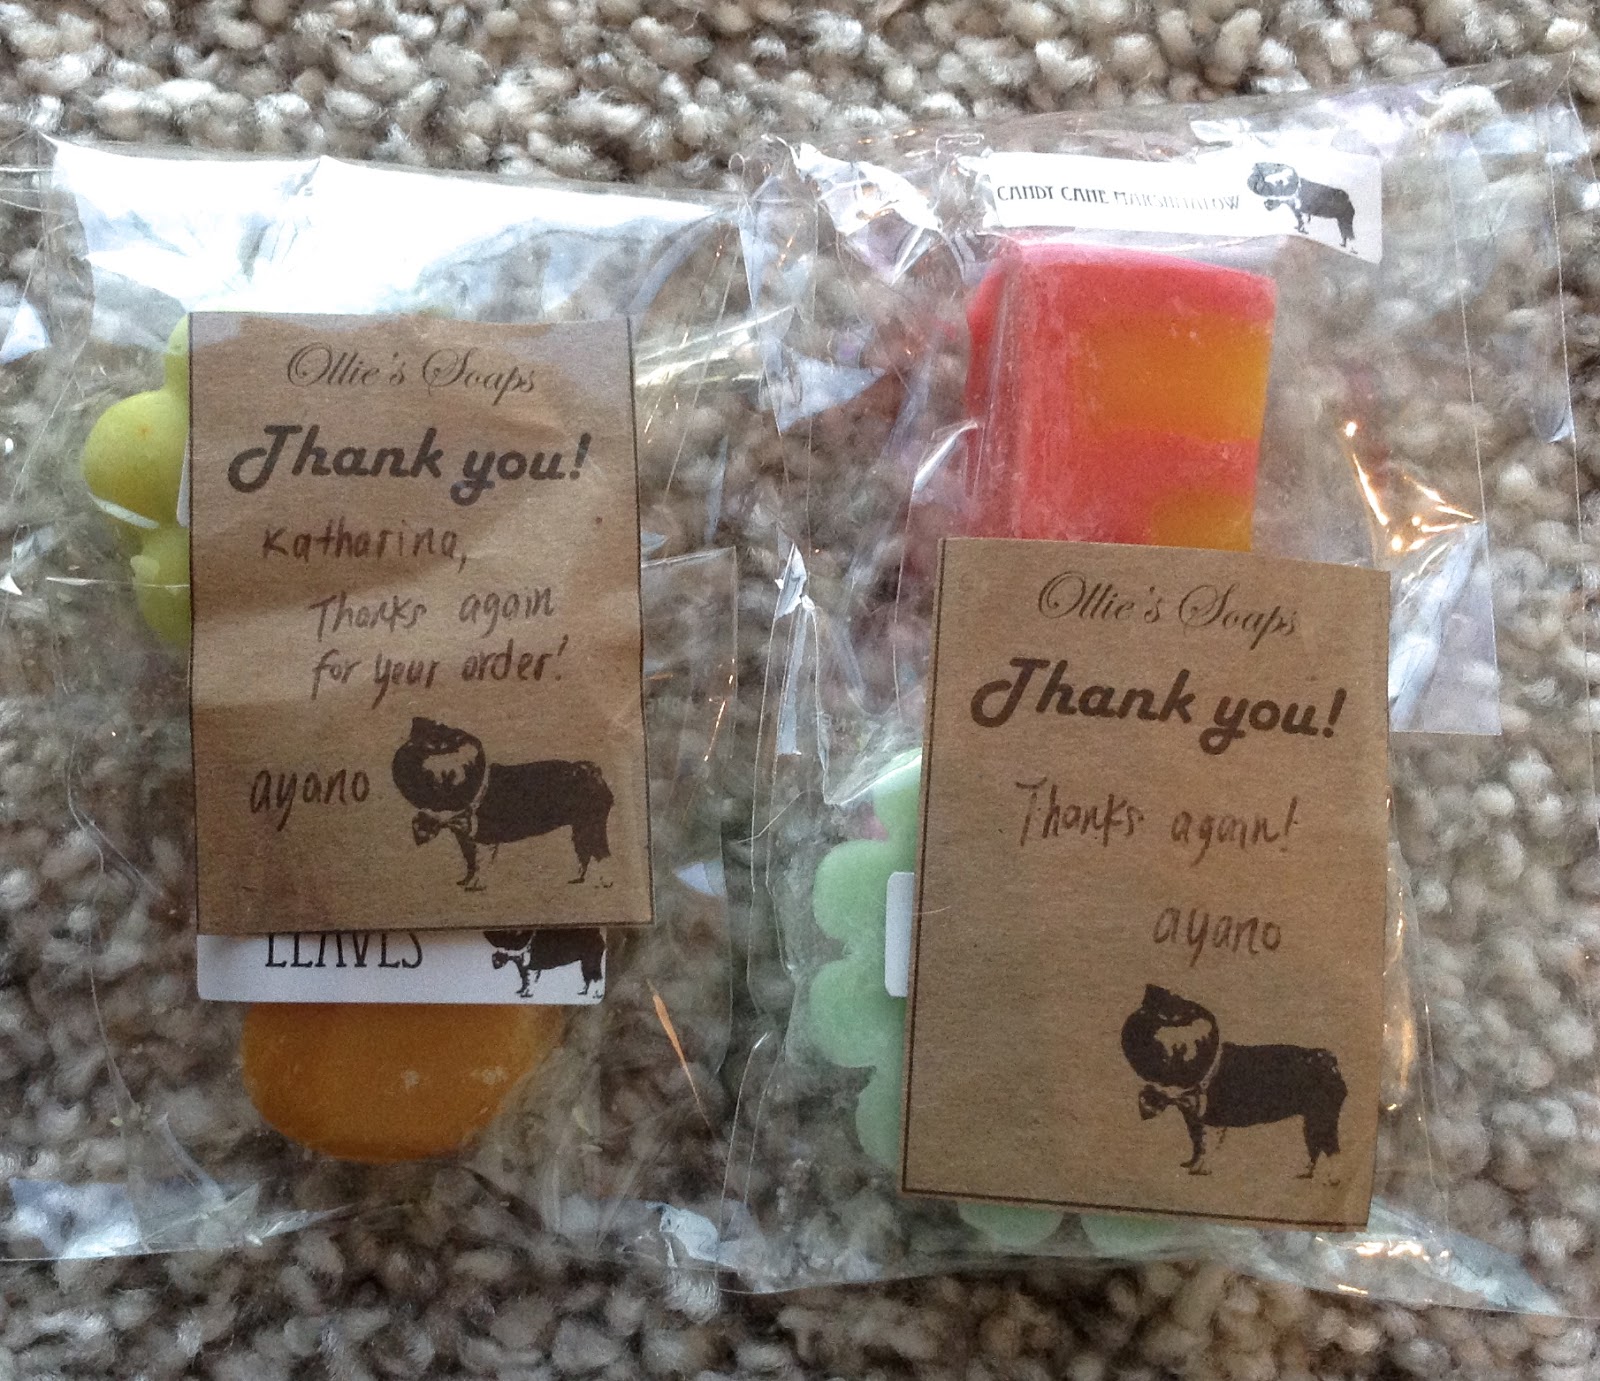 Ollie's Soaps
Thank you!
Katharina,
Thanks again
for your order!
ayano
LEAVES
CANDY CANE MARSHMALOW
Ollie's Soaps
Thank you!
Thanks again!
ayano